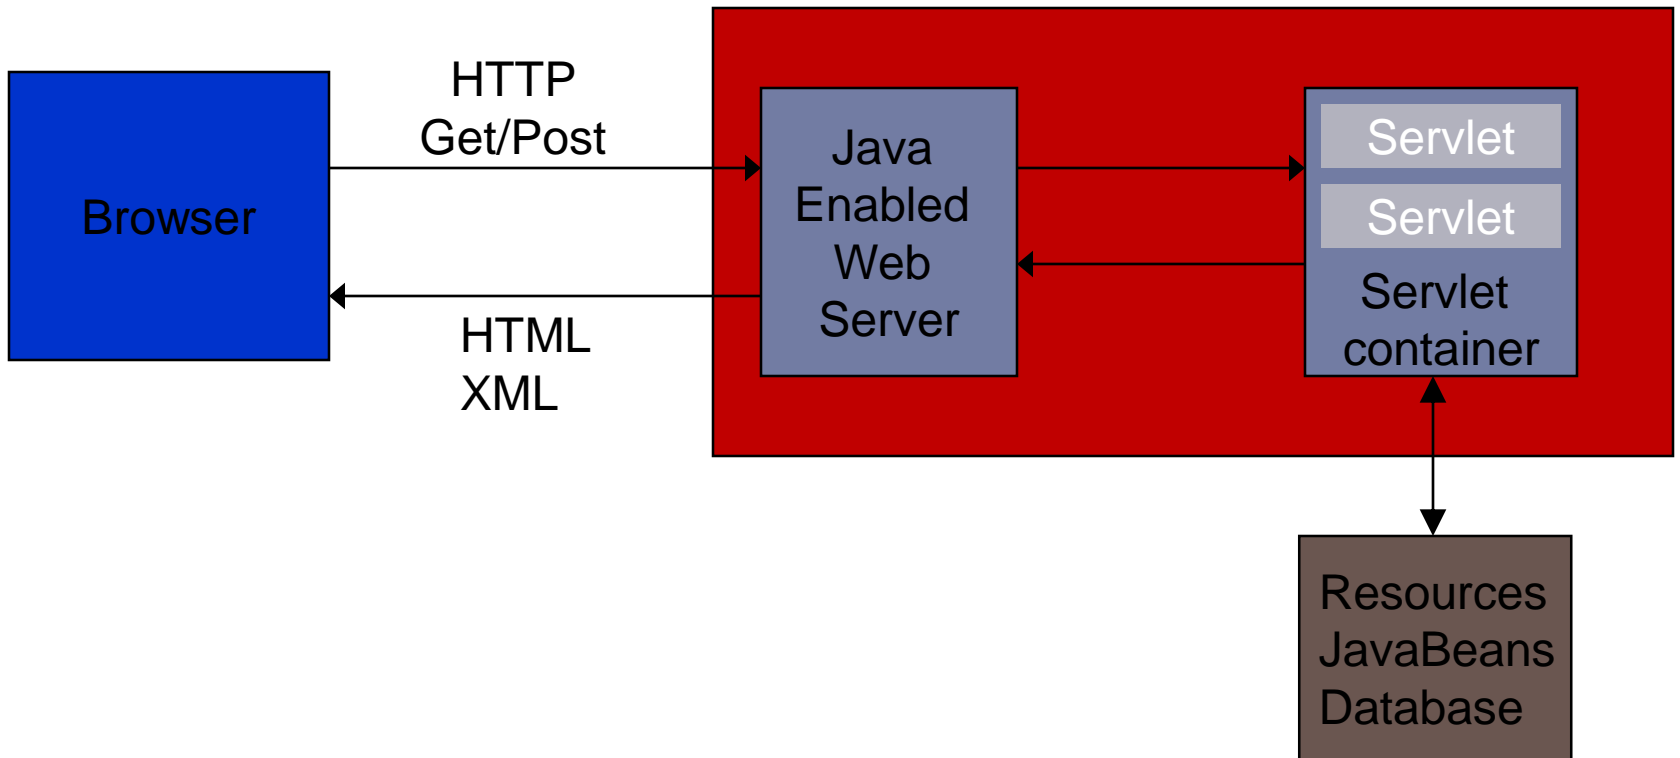 Browser
HTTP
Get/Post
HTML
XML
Java
Enabled
Web
Server
Servlet
Servlet
Servlet
container
Resources
JavaBeans
Database